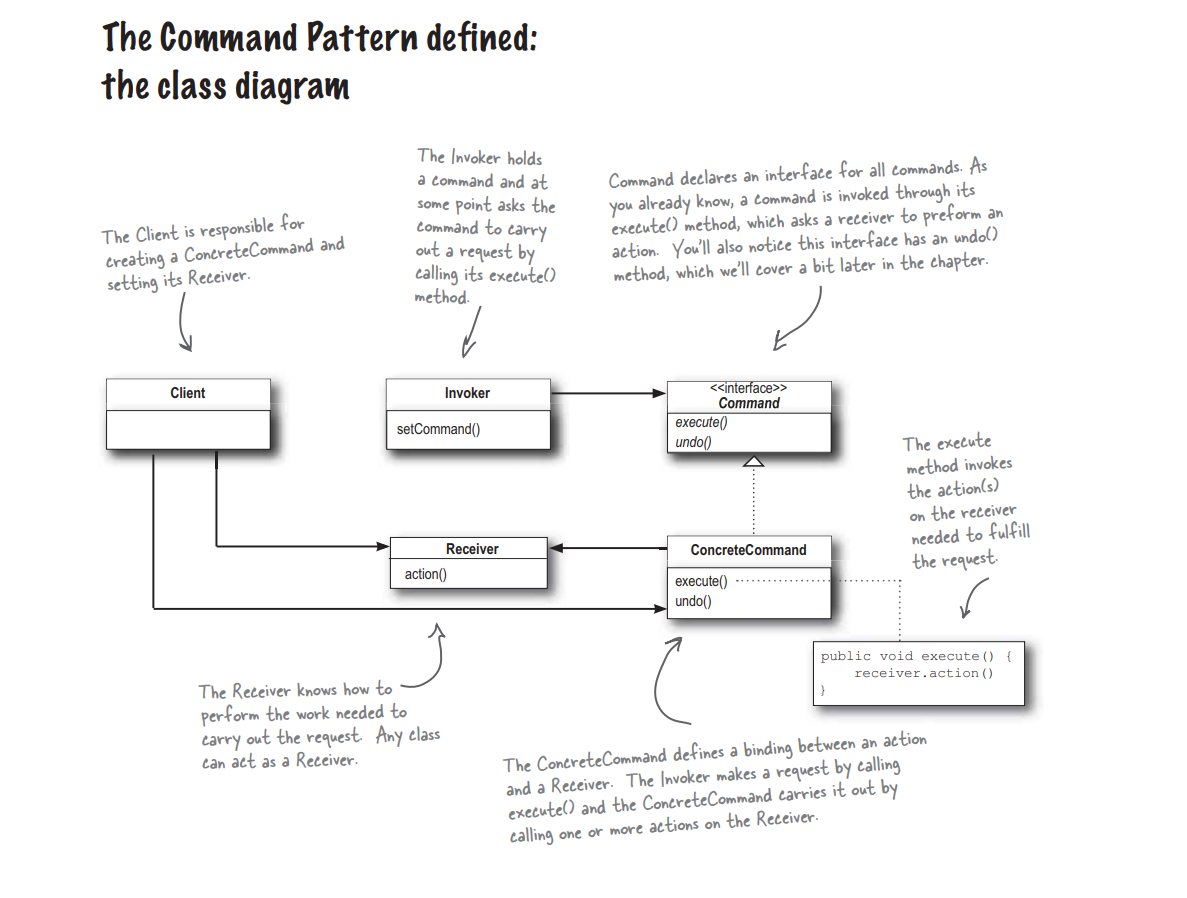 The Command Pattern defined:
the class diagram
The Client is responsible for
creating a ConcreteCommand and
setting its Receiver.
The Invoker holds
a command and at
some point asks the
command to carry
out a request by
calling its execute()
method.
Command declares an interface for all commands. As
you already know, a command is invoked through its
execute() method, which asks a receiver to preform an
action. You'll also notice this interface has an undo()
method, which we'll cover a bit later in the chapter.
Client
Invoker
setCommand()
<<interface>>
Command
execute()
undo()
The execute
method invokes
the action(s)
on the receiver
needed to fulfill
the request.
Receiver
action()
ConcreteCommand
execute()
undo()
public void execute() {
receiver.action()
}
The Receiver knows how to
perform the work needed to
carry out the request. Any class
can act as a Receiver.
The ConcreteCommand defines a binding between an action
and a Receiver. The Invoker makes a request by calling
execute() and the ConcreteCommand carries it out by
calling one or more actions on the Receiver.